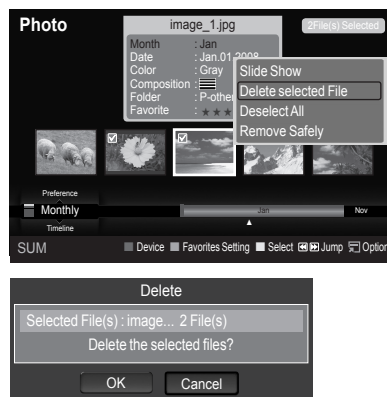 Photo
image_1.jpg
2File(s) Selected
Month : Jan
Date : Jan.01.2008
Color : Gray
Composition :
Folder : P-other
Favorite : ★ ★ ★
Slide Show
Delete selected File
Deselect All
Remove Safely
Preference
Monthly
Jan
Nov
Timeline
SUM
Device
Favorites Setting
Select
Jump
Option
Delete
Selected File(s) : image... 2 File(s)
Delete the selected files?
OK
Cancel